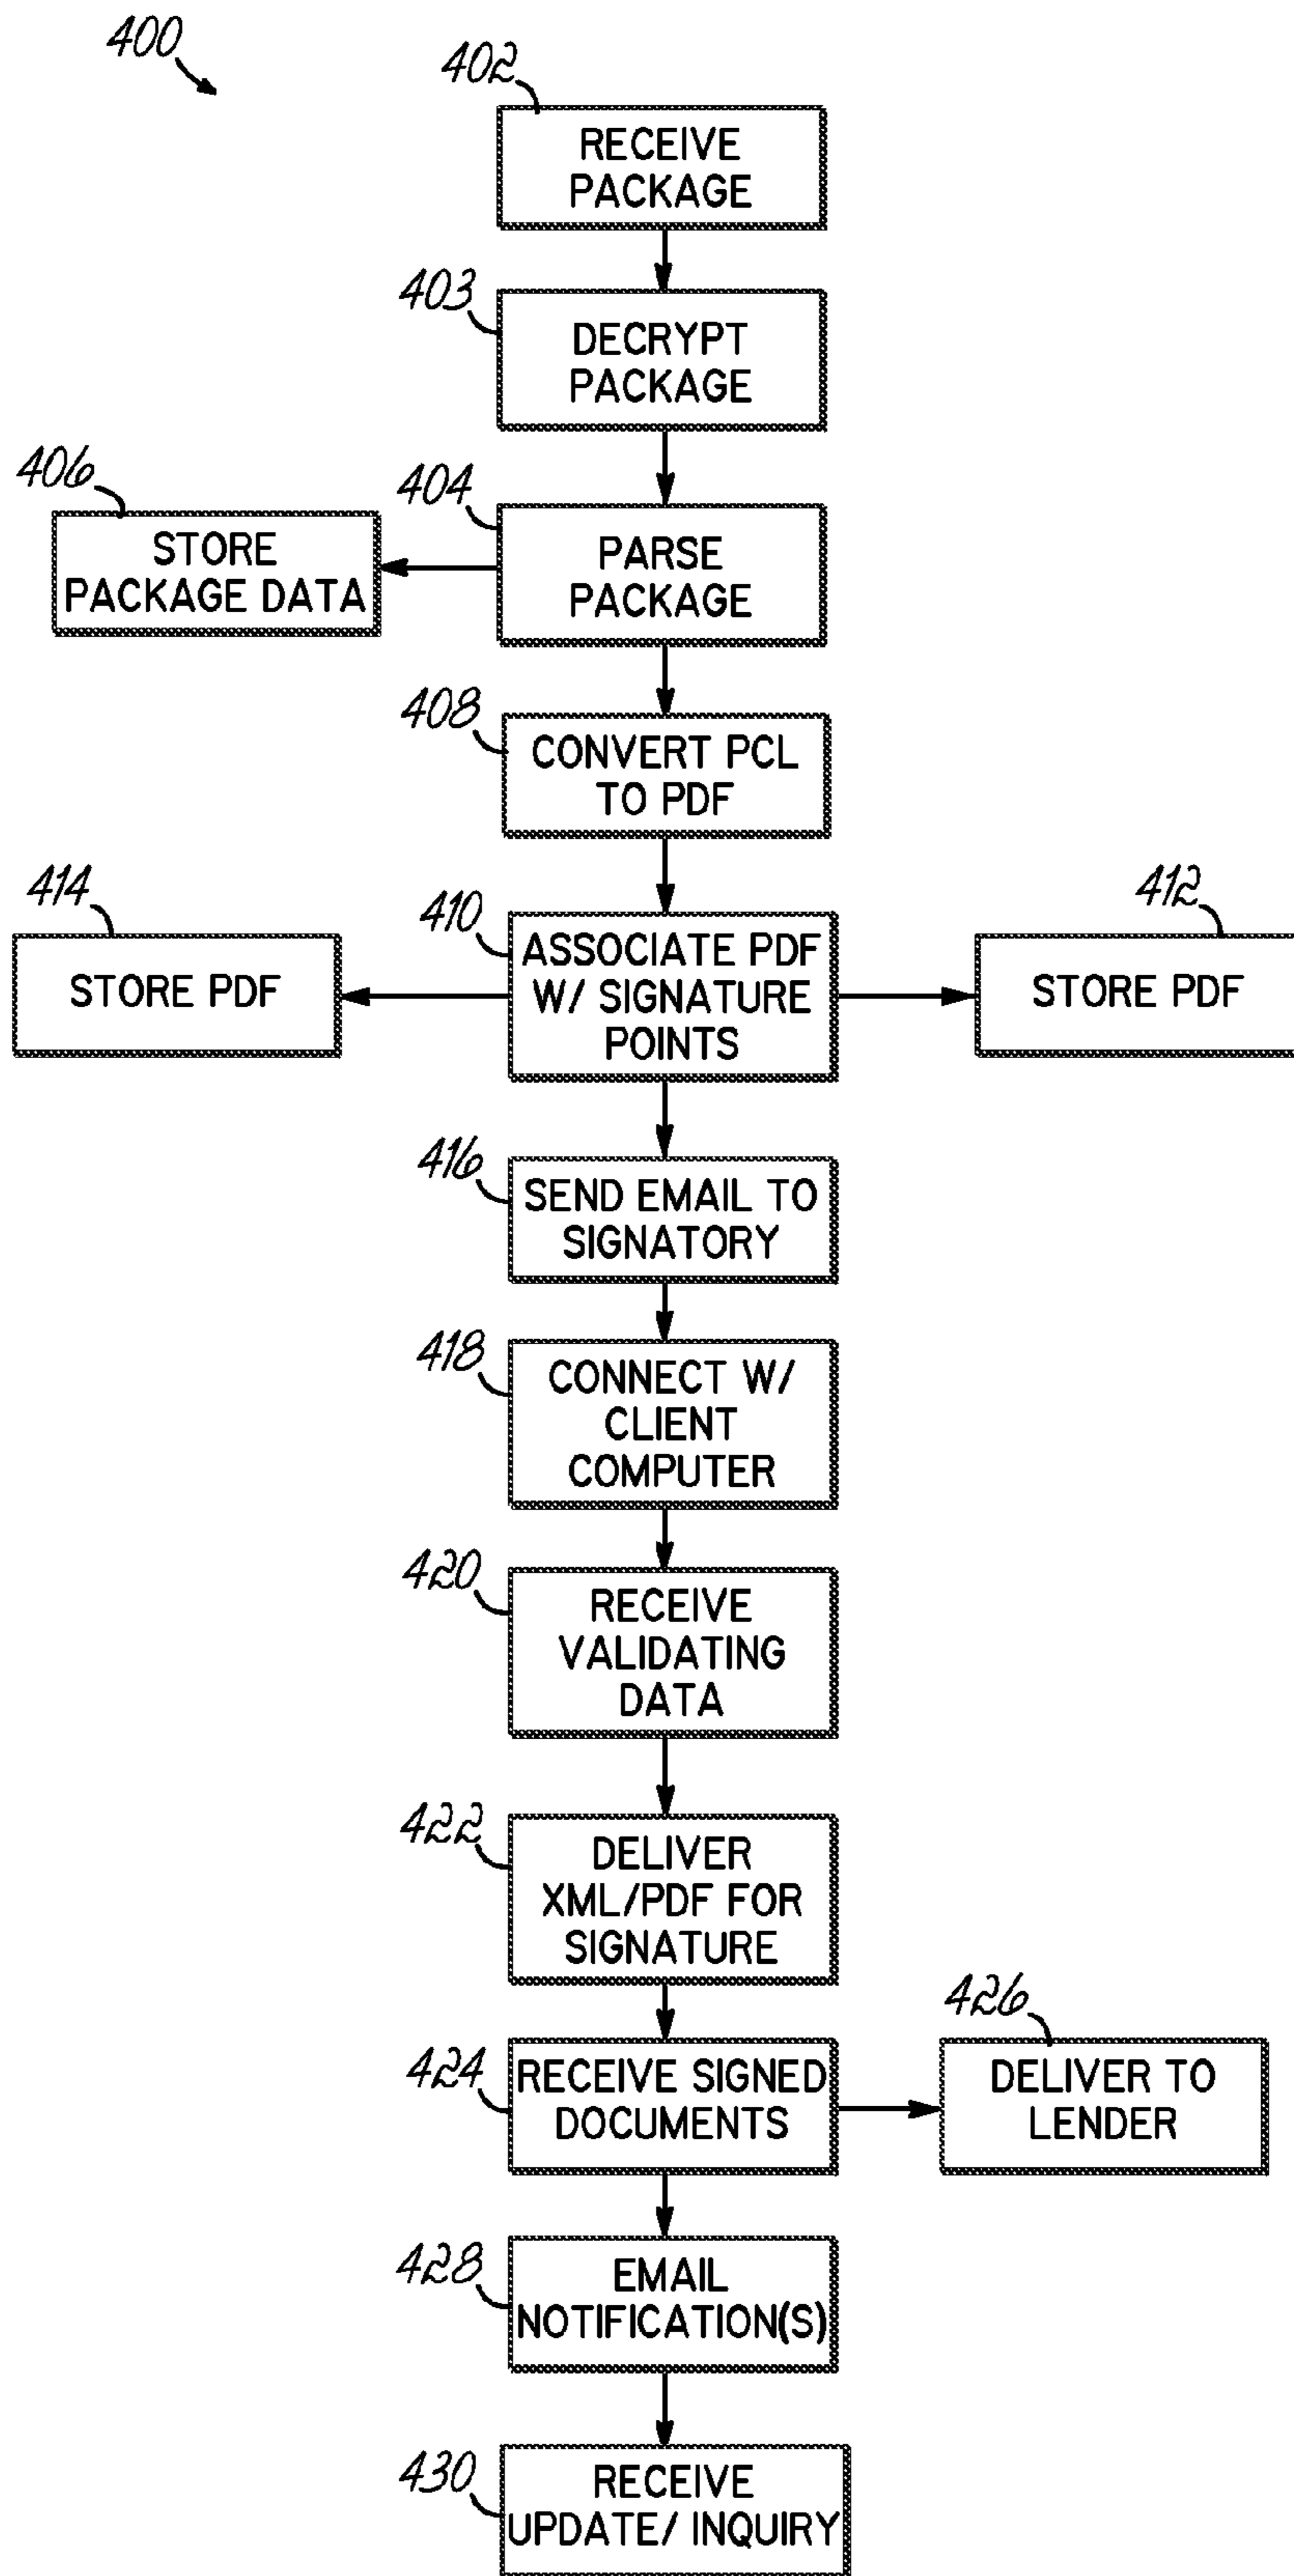 400
402
RECEIVE
PACKAGE
403
DECRYPT
PACKAGE
406
STORE
PACKAGE DATA
404
PARSE
PACKAGE
408
CONVERT PCL
TO PDF
414
STORE PDF
410
ASSOCIATE PDF
W/ SIGNATURE
POINTS
412
STORE PDF
416
SEND EMAIL TO
SIGNATORY
418
CONNECT W/
CLIENT
COMPUTER
420
RECEIVE
VALIDATING
DATA
422
DELIVER
XML/PDF FOR
SIGNATURE
424
RECEIVE SIGNED
DOCUMENTS
426
DELIVER TO
LENDER
428
EMAIL
NOTIFICATION(S)
430
RECEIVE
UPDATE/ INQUIRY